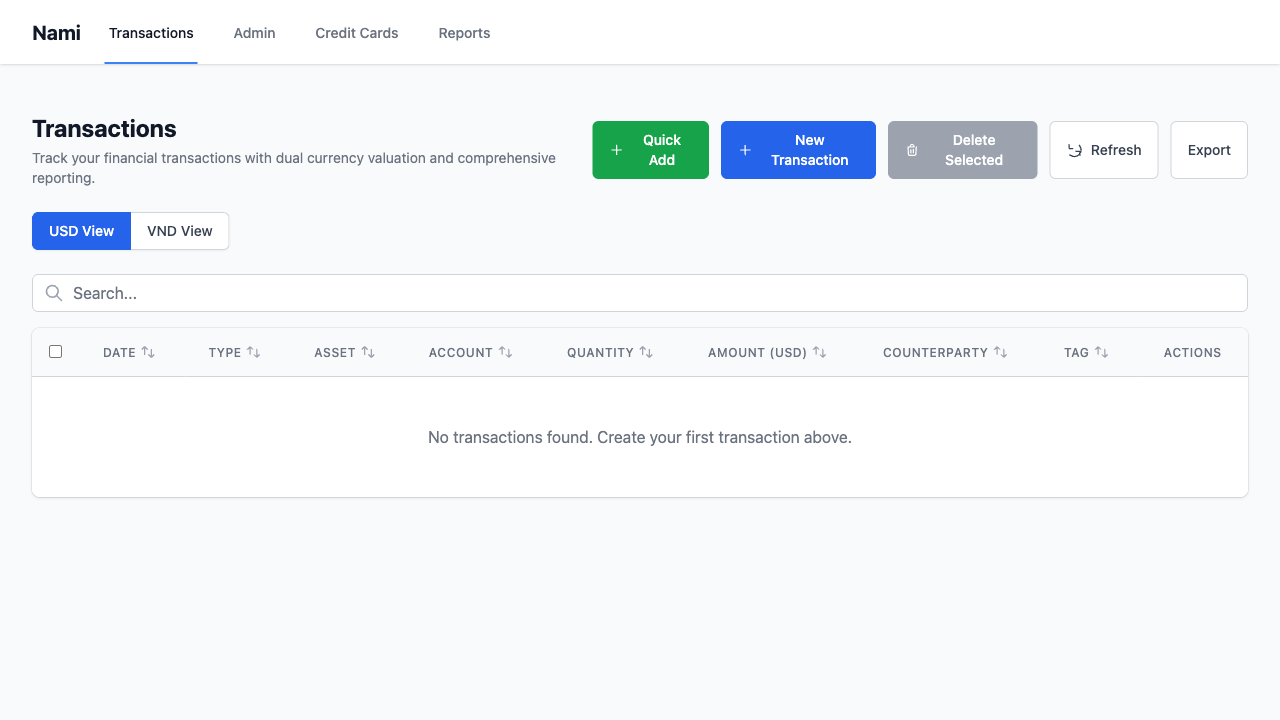 Nami Transactions Admin Credit Cards Reports
Transactions
Track your financial transactions with dual currency valuation and comprehensive
reporting.
Quick
Add
New
Transaction
Delete
Selected
Refresh
Export
USD View VND View
Search...
DATE TYPE ASSET ACCOUNT QUANTITY AMOUNT (USD) COUNTERPARTY TAG ACTIONS
No transactions found. Create your first transaction above.